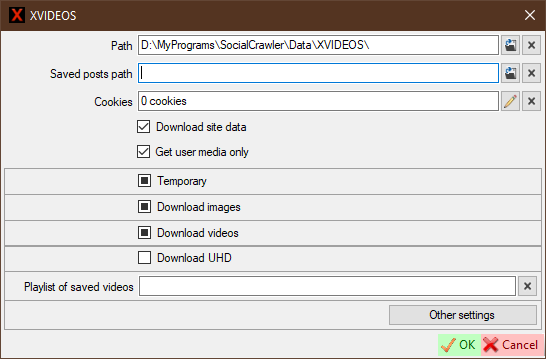 X XVIDEOS
Path D:\MyPrograms\SocialCrawler\Data\XVIDEOS\
Saved posts path
Cookies 0 cookies
Download site data
Get user media only
Temporary
Download images
Download videos
Download UHD
Playlist of saved videos
Other settings
OK Cancel